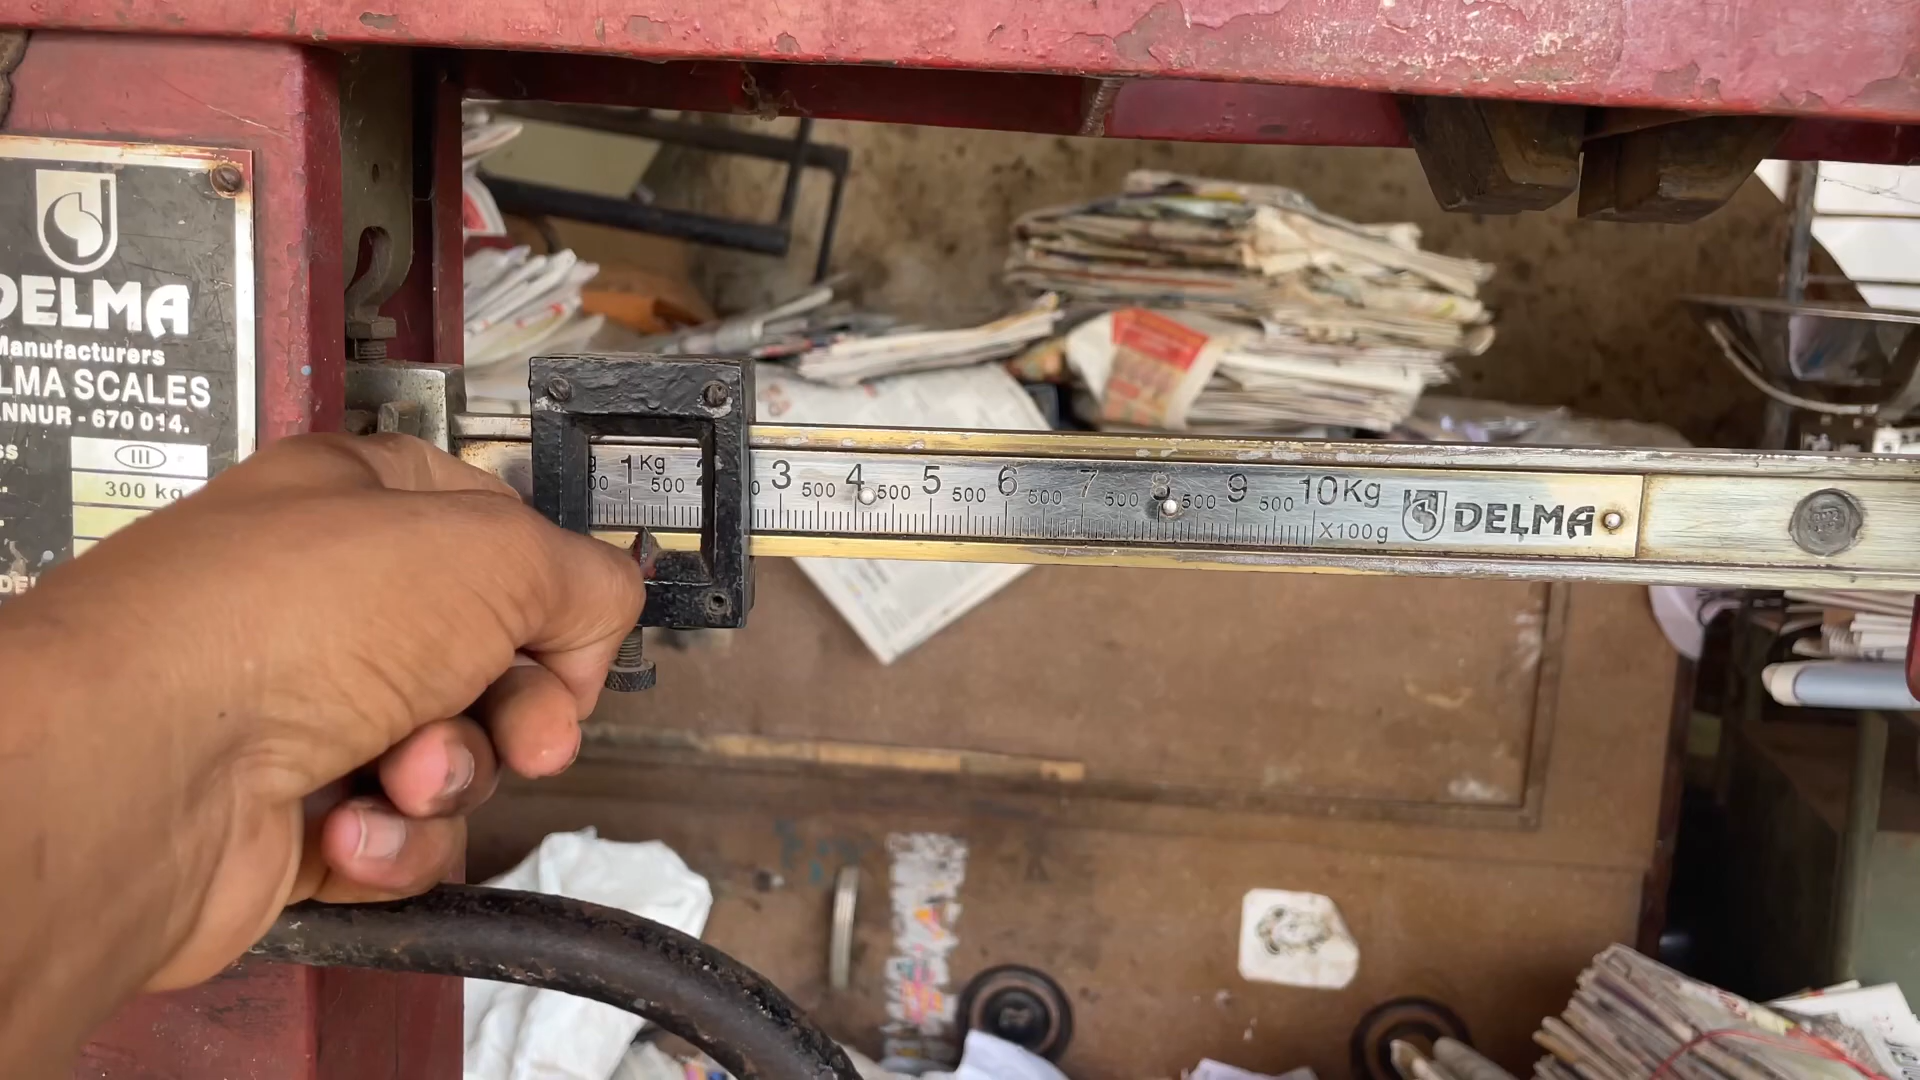 DELMA
Manufacturers
LMA SCALES
ANNUR - 670 014.
III
300 kg
1Kg 2 3 4 5 6 7 8 9 10Kg
500 500 500 500 500 500 500 500
X100g
DELMA